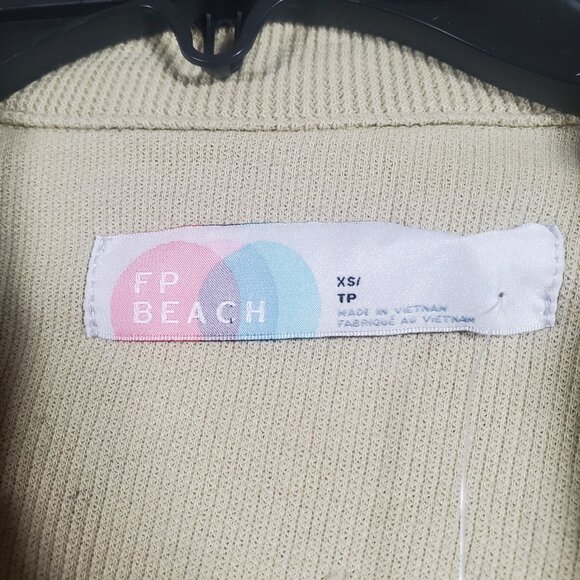 FP
BEACH
XS/
TP
MADE IN VIETNAM
FABRIQUÉ AU VIETNAM